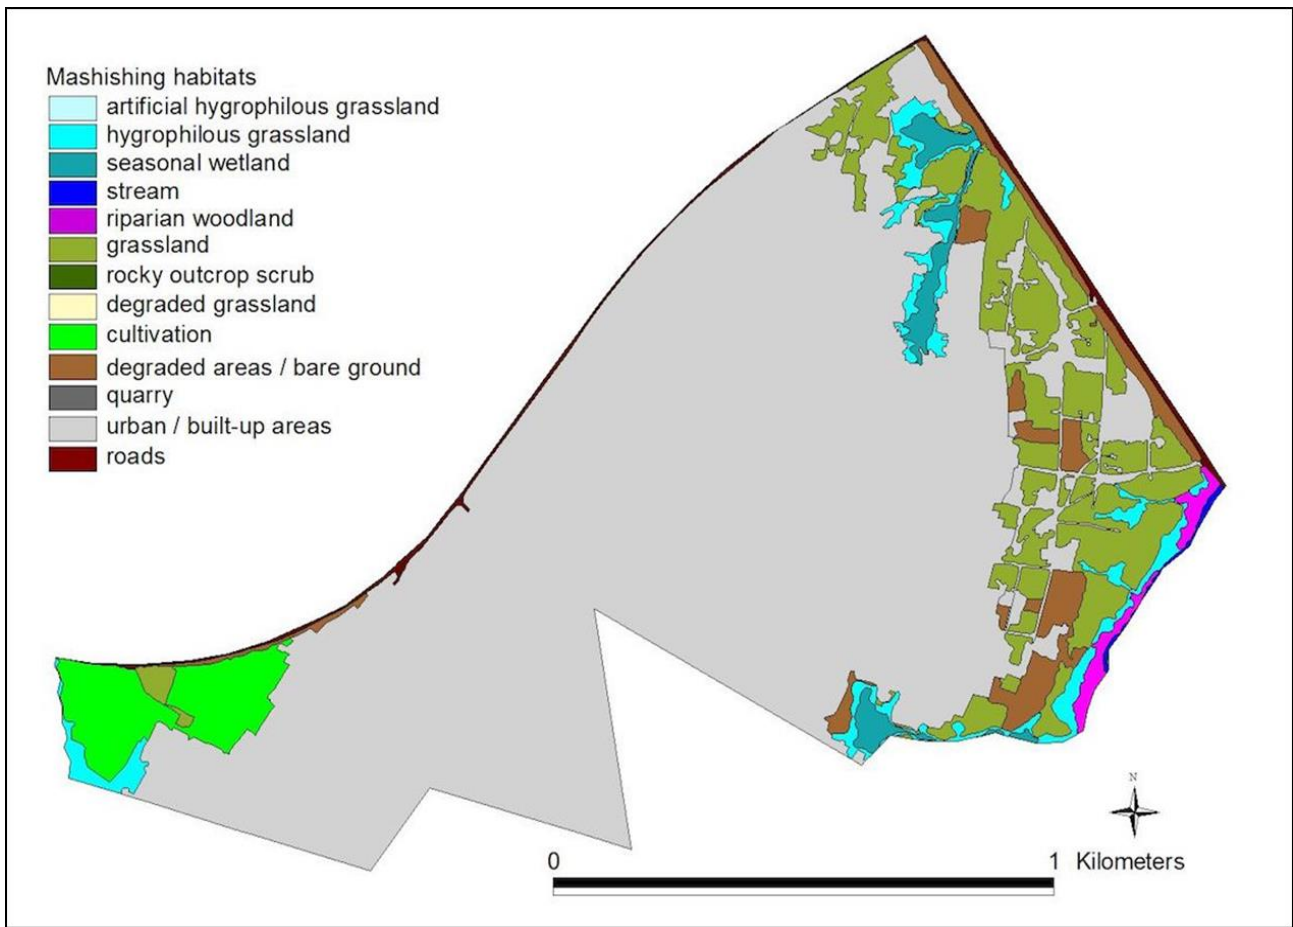 Mashishing habitats
artificial hygrophilous grassland
hygrophilous grassland
seasonal wetland
stream
riparian woodland
grassland
rocky outcrop scrub
degraded grassland
cultivation
degraded areas / bare ground
quarry
urban / built-up areas
roads
N
0 1 Kilometers